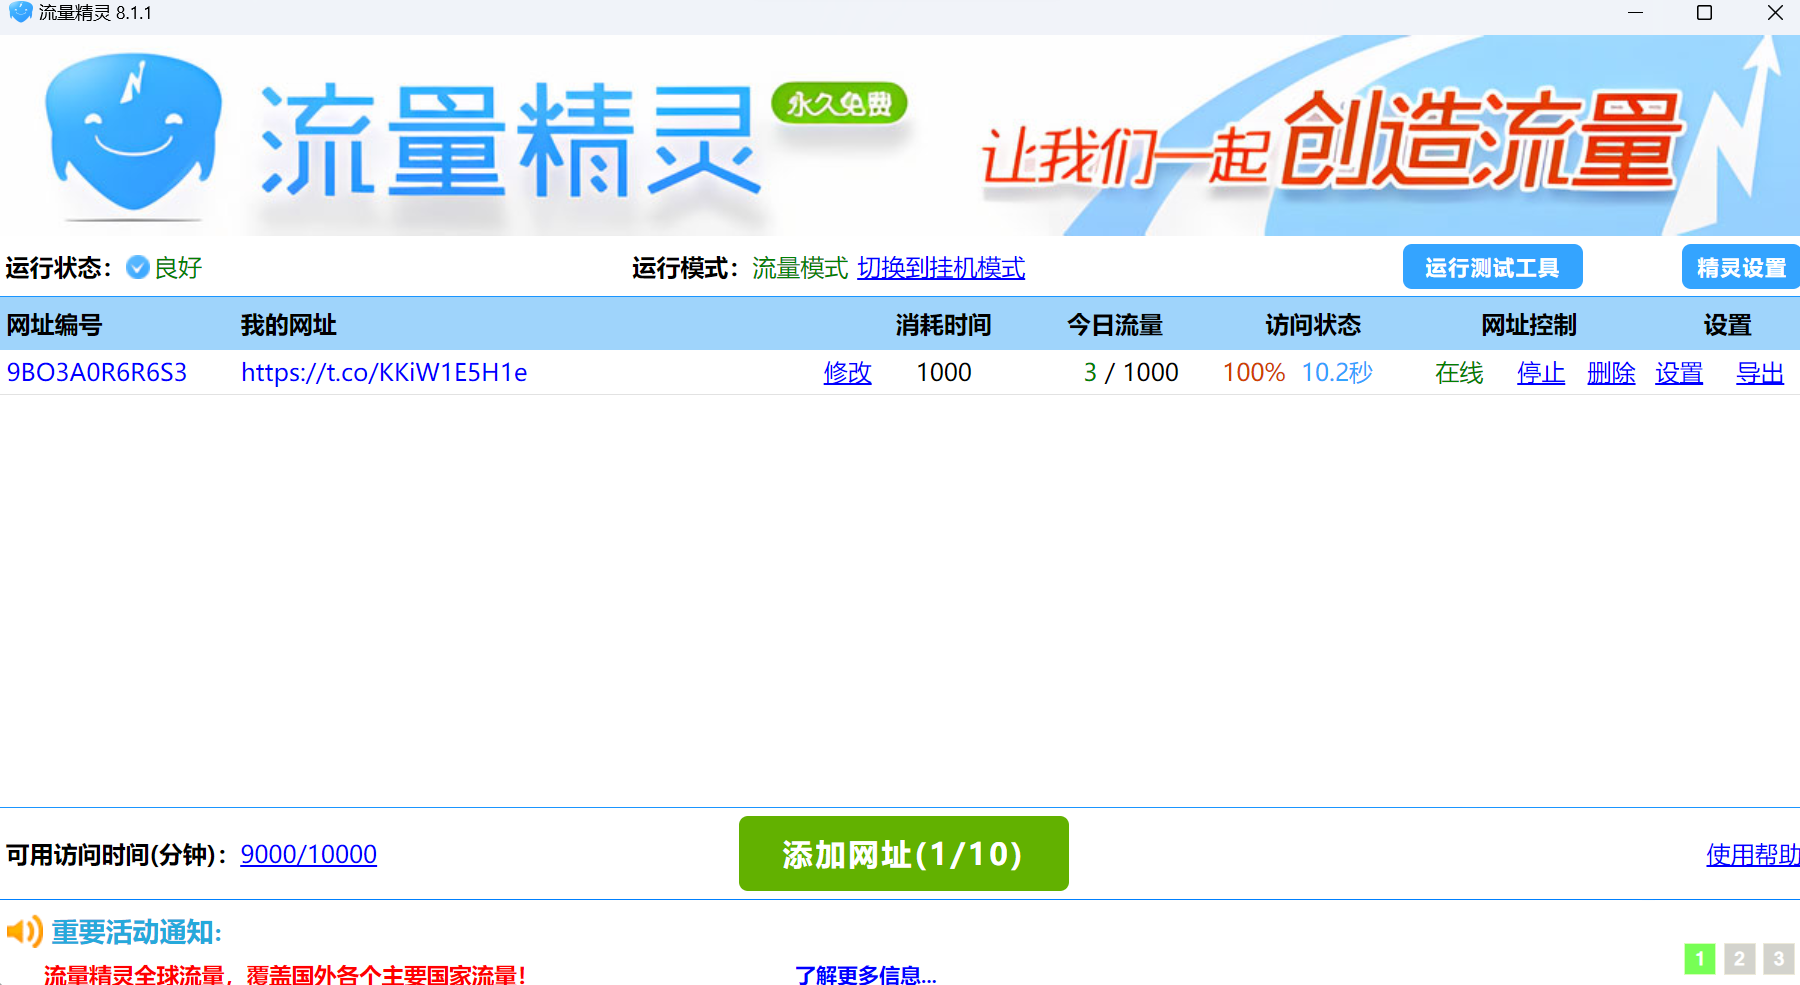 流量精灵 8.1.1
流量精灵 永久免费
让我们一起创造流量
运行状态： 良好 运行模式： 流量模式 切换到挂机模式 运行测试工具 精灵设置
网址编号 我的网址 消耗时间 今日流量 访问状态 网址控制 设置
9BO3A0R6R6S3 https://t.co/KKiW1E5H1e 修改 1000 3 / 1000 100% 10.2秒 在线 停止 删除 设置 导出
可用访问时间(分钟)： 9000/10000 添加网址(1/10) 使用帮助
重要活动通知:
流量精灵全球流量，覆盖国外各个主要国家流量！ 了解更多信息...
1 2 3